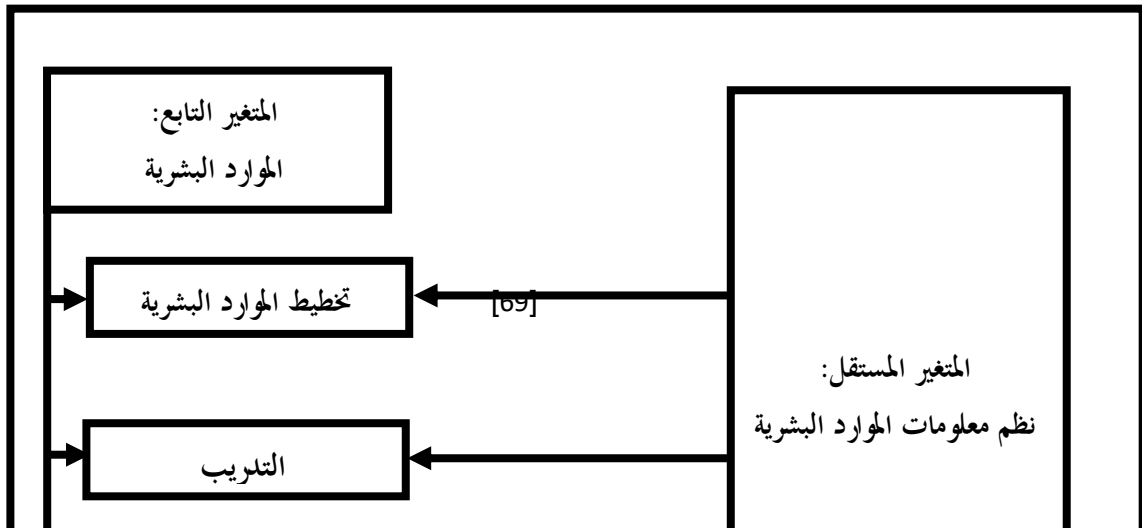 المتغير التابع:
الموارد البشرية
تخطيط الموارد البشرية
[69]
المتغير المستقل:
نظم معلومات الموارد البشرية
التدريب